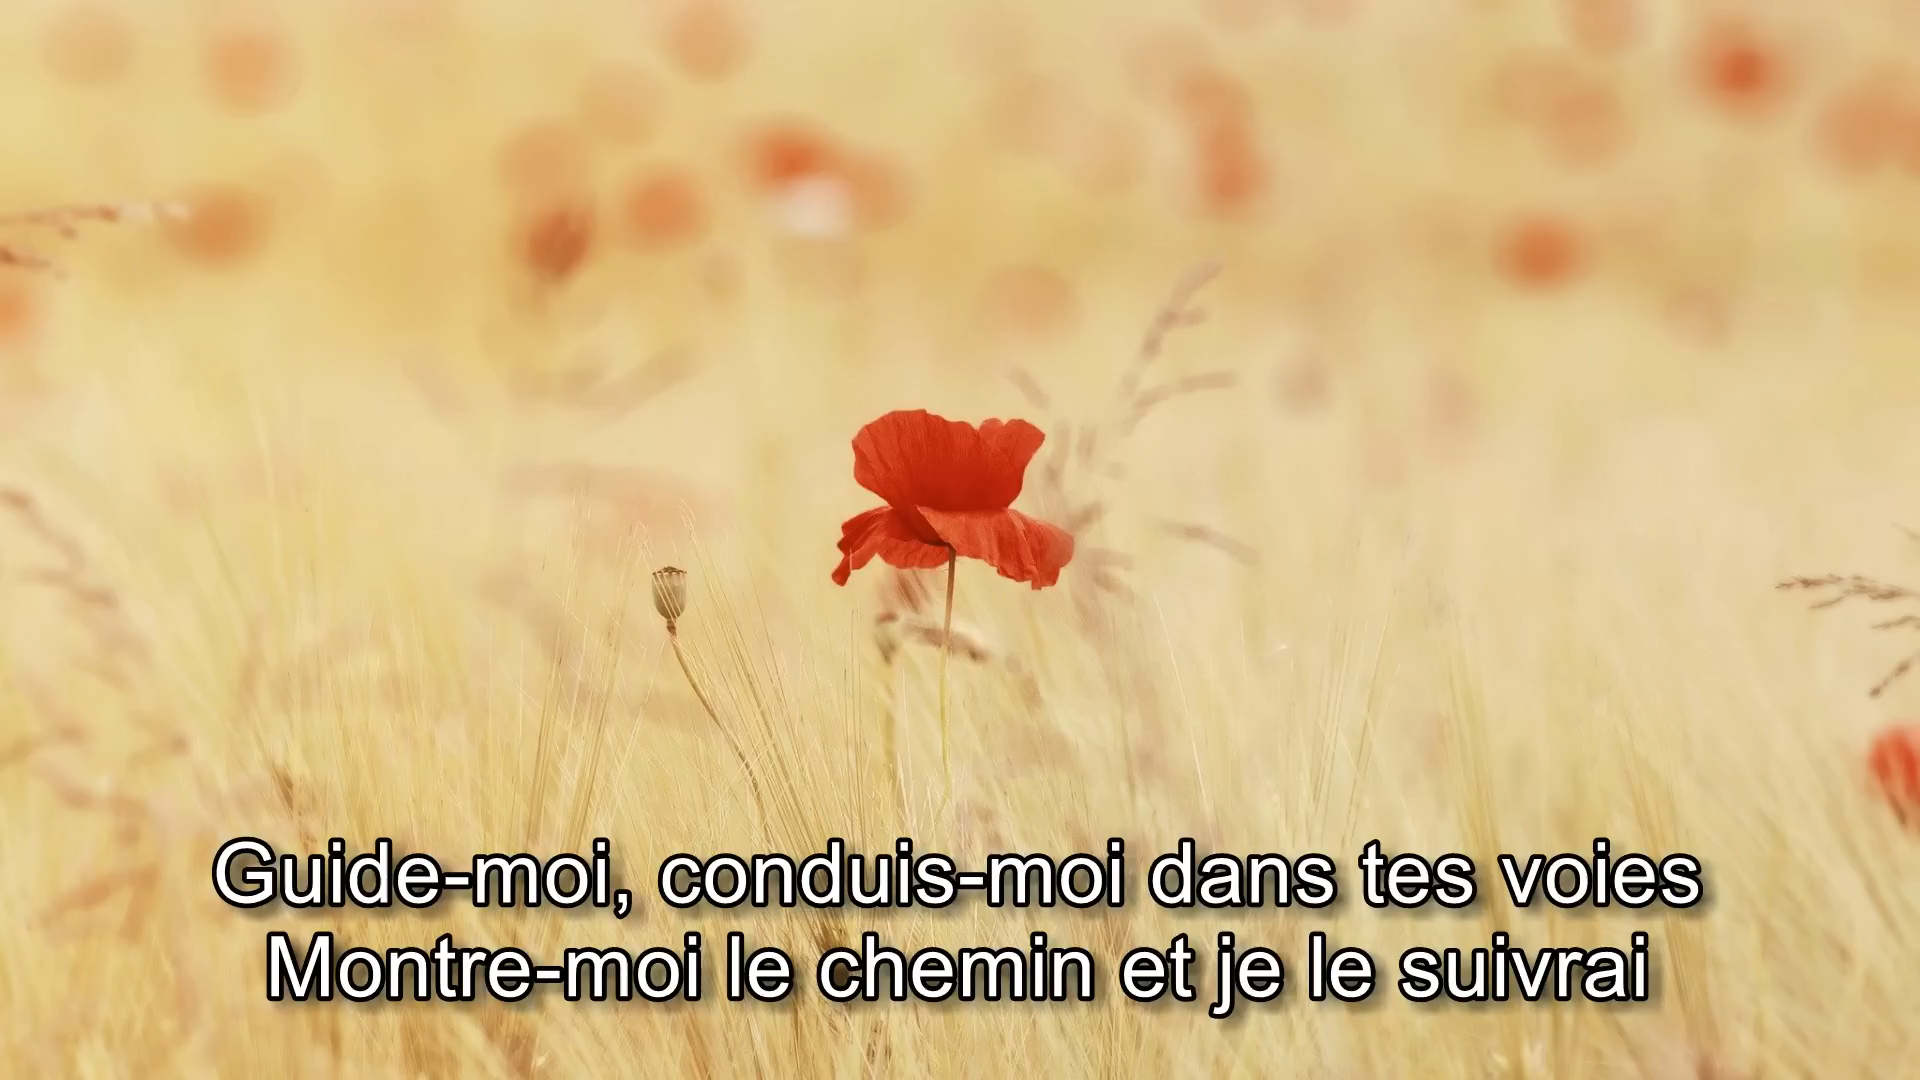 Guide-moi, conduis-moi dans tes voies
Montre-moi le chemin et je le suivrai